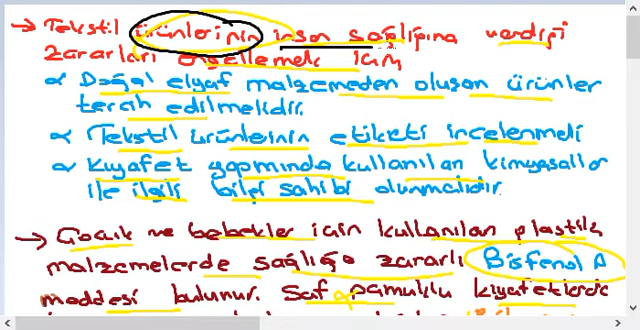 → Tekstil ürünlerinin insan sağlığına verdiği
zararları engellemek için
α Doğal elyaf malzemeden oluşan ürünler
tercih edilmelidir.
α Tekstil ürünlerinin etiketi incelenmeli
α Kıyafet yapımında kullanılan kimyasallar
ile ilgili bilgi sahibi olunmalıdır.
→ Çocuk ve bebekler için kullanılan plastik
malzemelerde sağlığa zararlı Bisfenol A
maddesi bulunur. Saf pamuklu kıyafetlerde